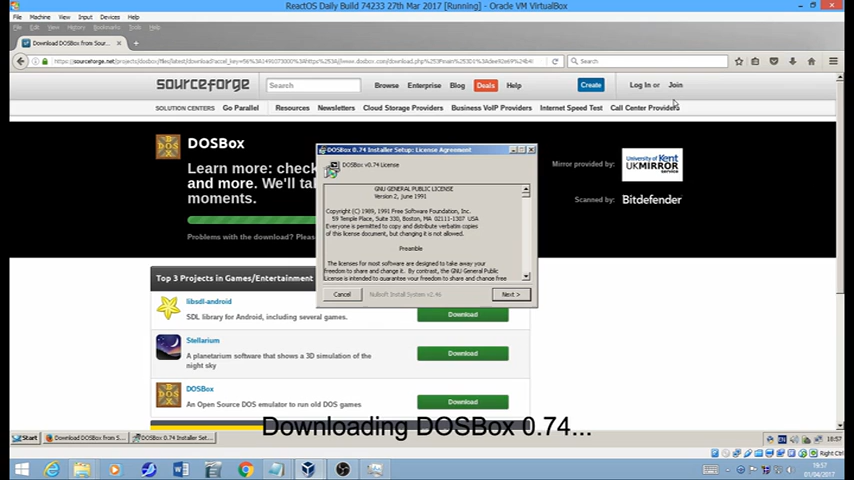 ReactOS Daily Build 74233 27th Mar 2017 [Running] - Oracle VM VirtualBox
File Machine View Input Devices Help
File Edit View History Bookmarks Tools Help
Download DOSBox from Sour...
Search
sourceforge
Search
Browse Enterprise Blog Deals Help
Create
Log In or Join
SOLUTION CENTERS Go Parallel Resources Newsletters Cloud Storage Providers Business VoIP Providers Internet Speed Test Call Center Providers
DOSBox
Learn more: check
and more. We'll ta
moments.
Problems with the download? Pleas
Mirror provided by:
University of Kent
UK MIRROR
service
Scanned by:
Bitdefender
DOSBox 0.74 Installer Setup: License Agreement
DOSBox v0.74 License
GNU GENERAL PUBLIC LICENSE
Version 2, June 1991
Copyright (C) 1989, 1991 Free Software Foundation, Inc.
59 Temple Place, Suite 330, Boston, MA 02111-1307 USA
Everyone is permitted to copy and distribute verbatim copies
of this license document, but changing it is not allowed.
Preamble
The licenses for most software are designed to take away your
freedom to share and change it. By contrast, the GNU General Public
License is intended to guarantee your freedom to share and change free
Cancel
Nullsoft Install System v2.46
Next >
Top 3 Projects in Games/Entertainment
libsdl-android
SDL library for Android, including several games.
Download
Stellarium
A planetarium software that shows a 3D simulation of the
night sky
Download
DOSBox
An Open Source DOS emulator to run old DOS games
Download
Downloading DOSBox 0.74...
Start
Download DOSBox from S...
DOSBox 0.74 Installer Set...
18:57
Right Ctrl
19:57
01/04/2017